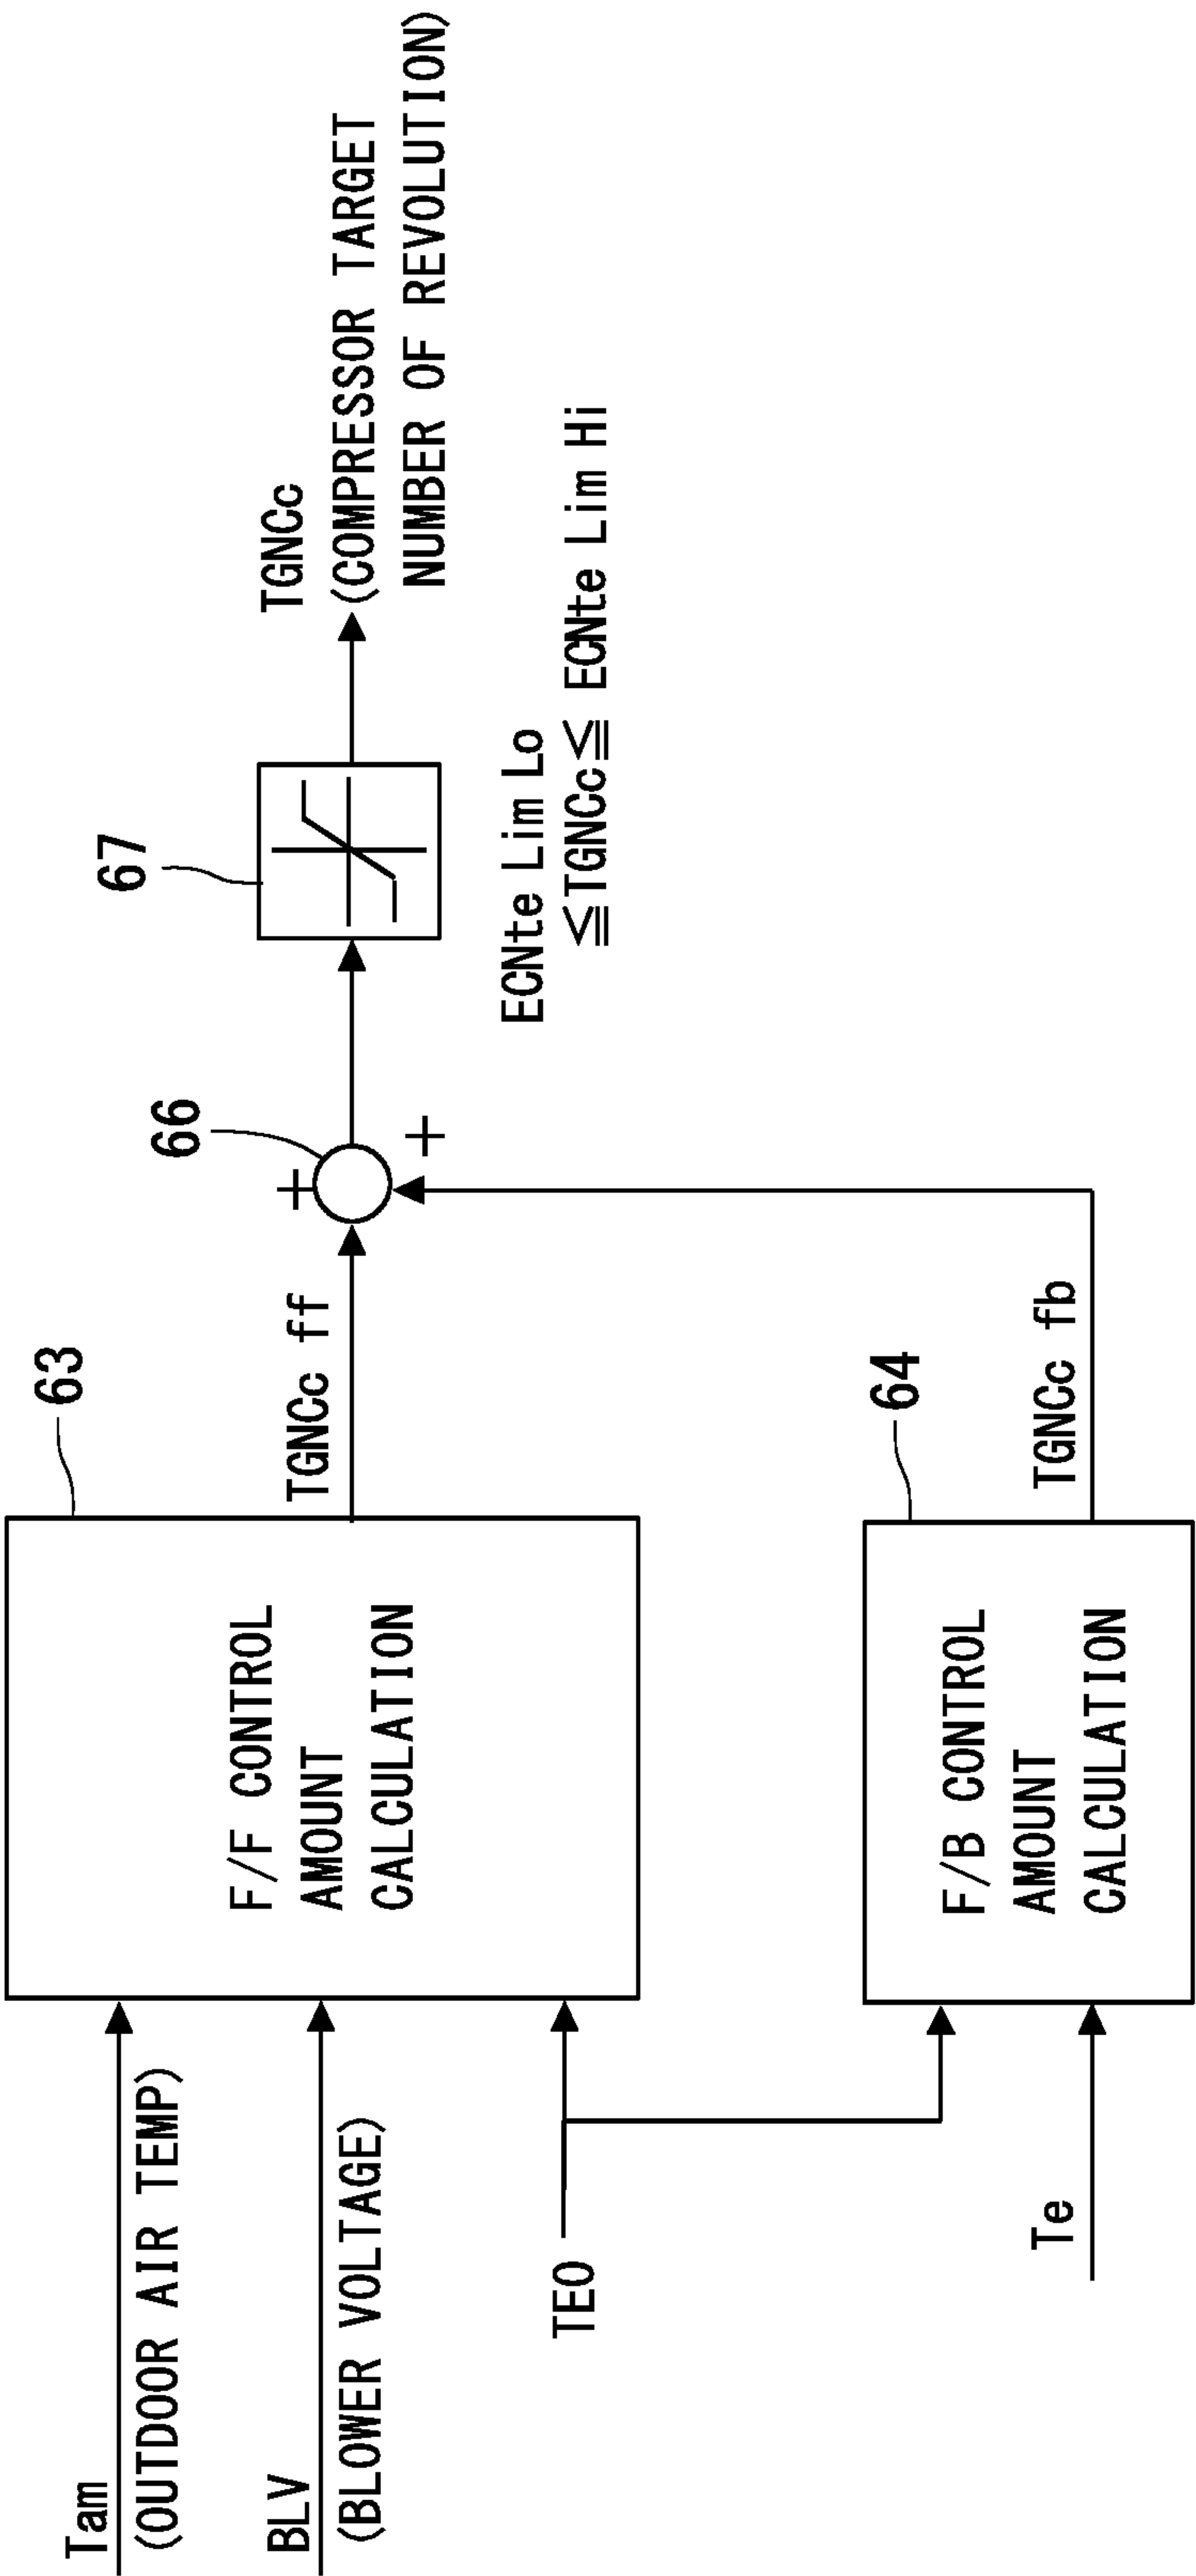 Tam
(OUTDOOR AIR TEMP)
BLV
(BLOWER VOLTAGE)
TEO
Te
63
F/F CONTROL
AMOUNT
CALCULATION
64
F/B CONTROL
AMOUNT
CALCULATION
TGNCc ff
TGNCc fb
66
+
+
67
ECNte Lim Lo
≦TGNCc≦ ECNte Lim Hi
TGNCc
(COMPRESSOR TARGET
NUMBER OF REVOLUTION)